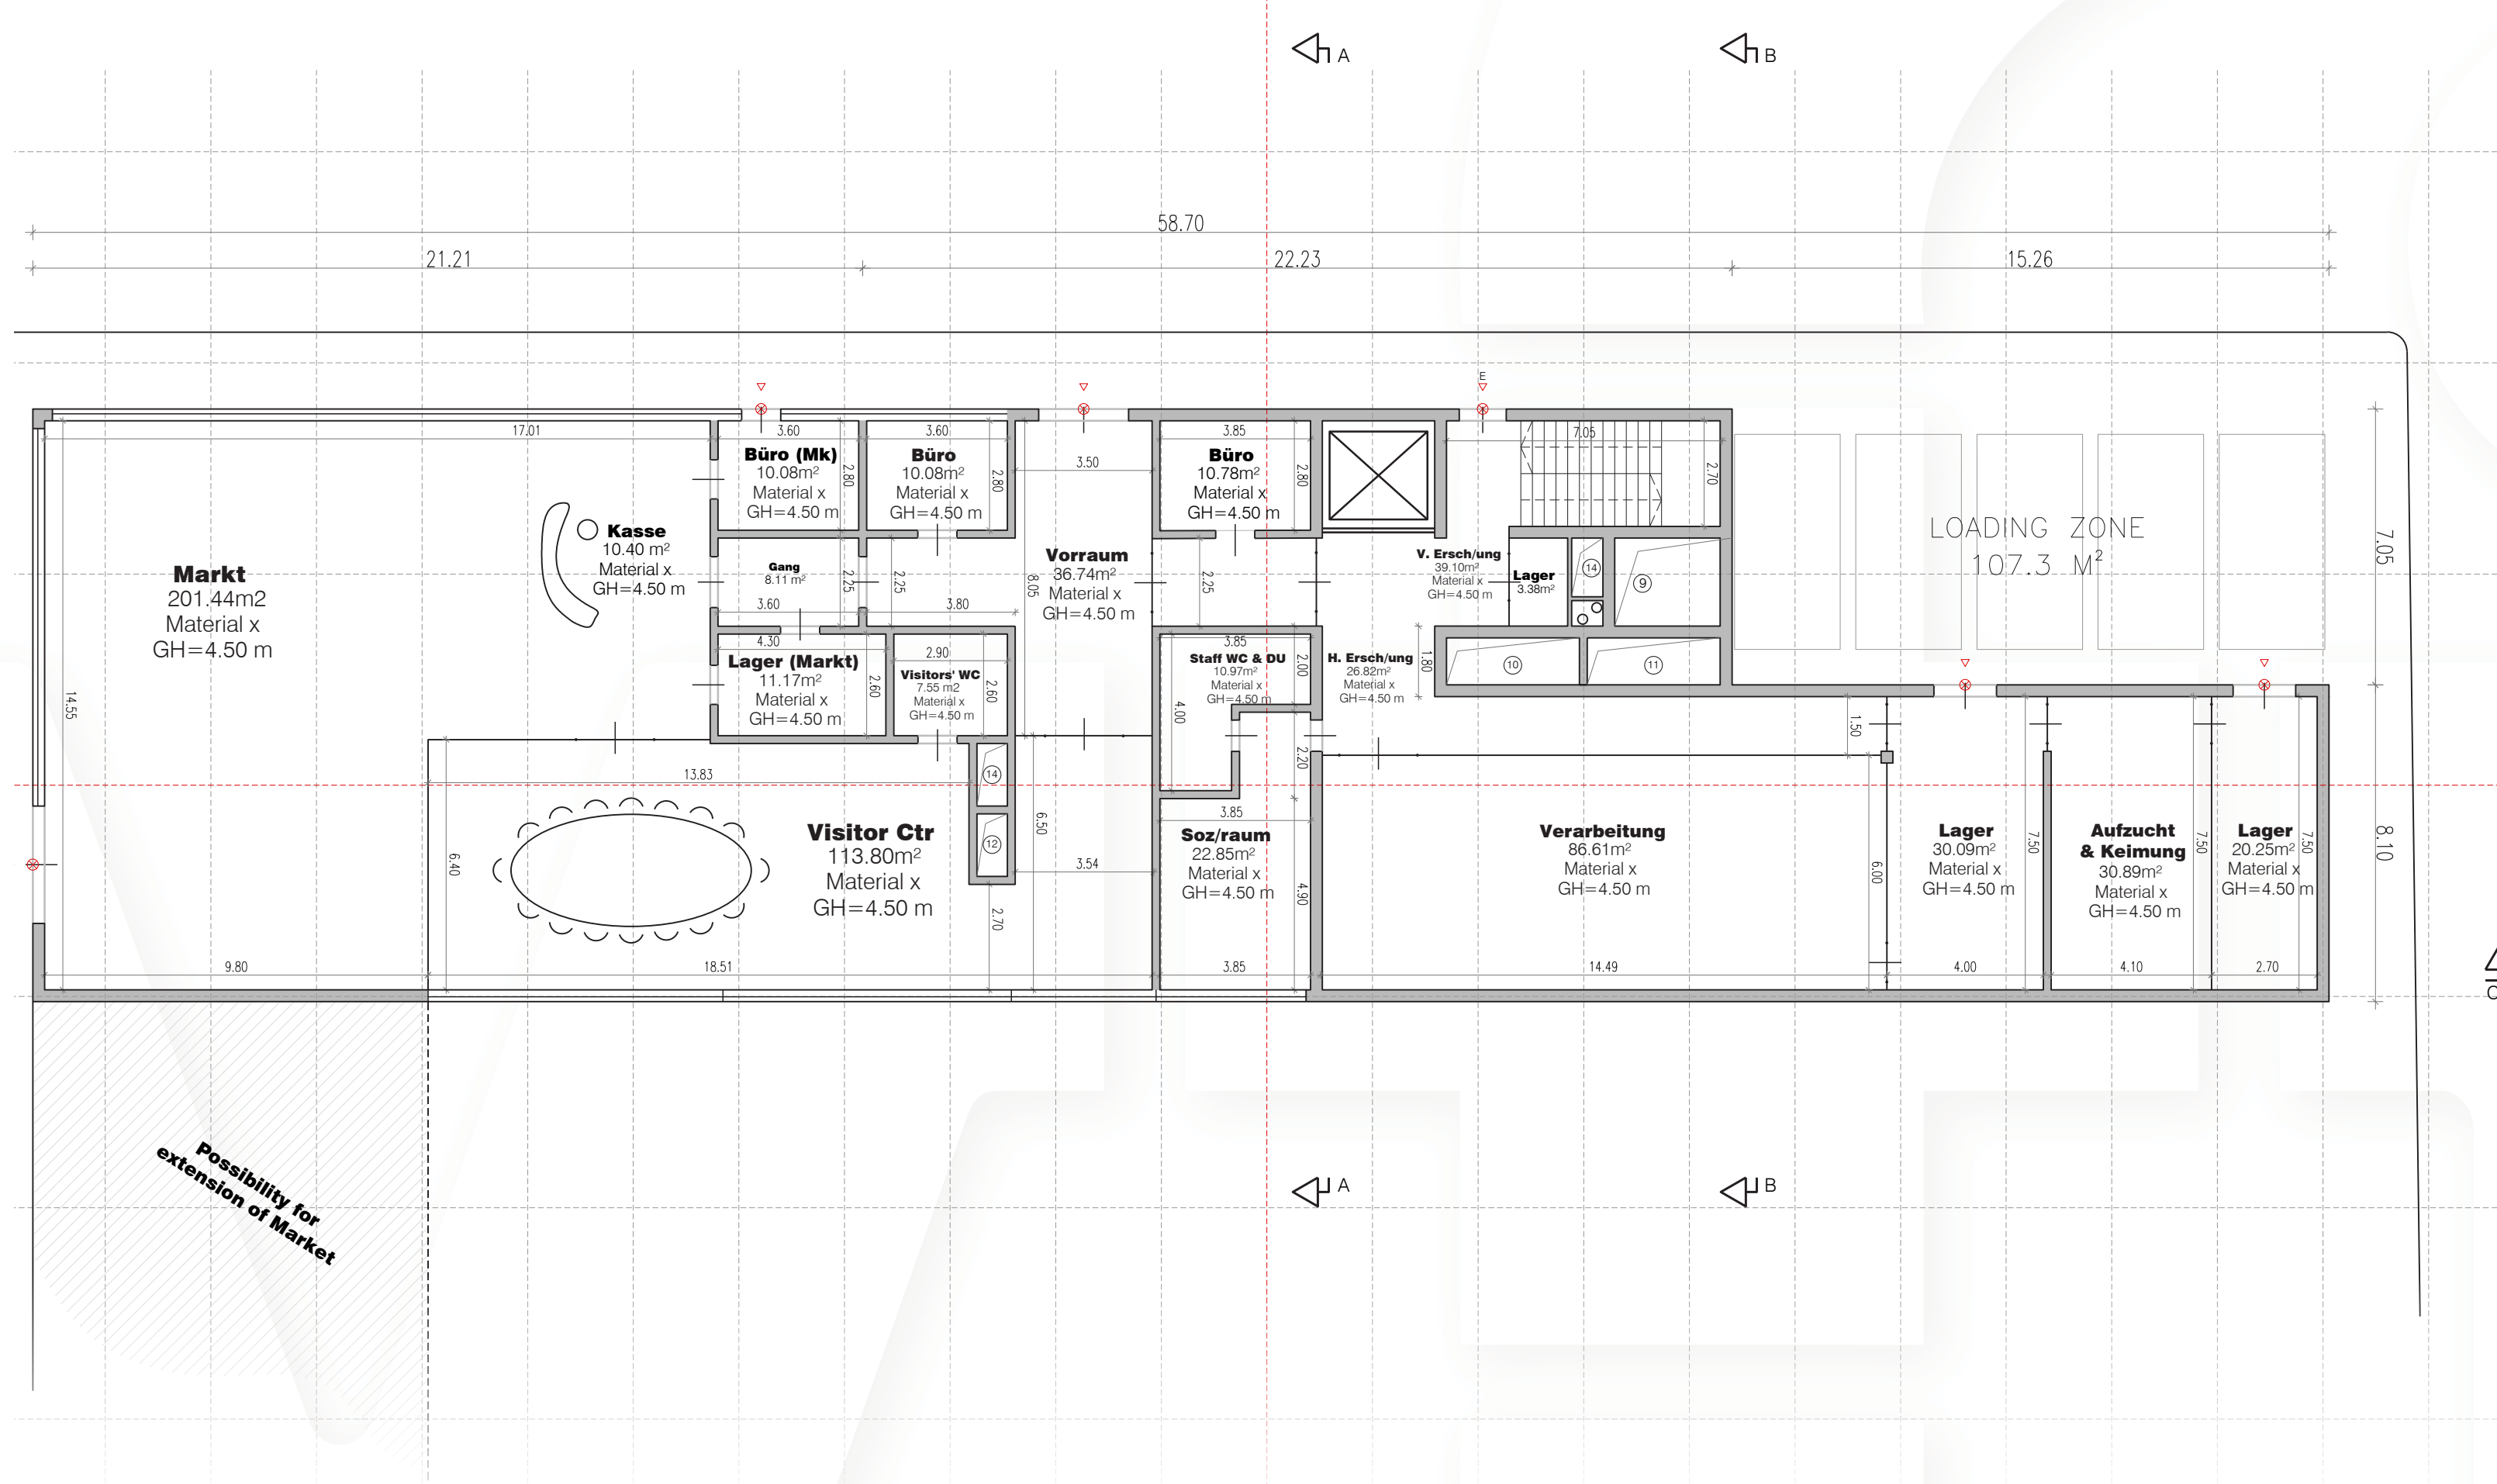 A
B
58.70
21.21
22.23
15.26
E
17.01
3.60
3.60
3.85
7.05
3.50
Büro (Mk)
10.08m²
Material x
GH=4.50 m
2.80
Büro
10.08m²
Material x
GH=4.50 m
2.80
Büro
10.78m²
Material x
GH=4.50 m
2.80
2.70
LOADING ZONE
107.3 M²
7.05
Kasse
10.40 m²
Material x
GH=4.50 m
Markt
201.44m2
Material x
GH=4.50 m
Gang
8.11 m²
2.25
2.25
3.60
3.80
8.05
Vorraum
36.74m²
Material x
GH=4.50 m
2.25
V. Ersch/ung
39.10m²
Material x
GH=4.50 m
Lager
3.38m²
14
9
10
11
4.30
Lager (Markt)
11.17m²
Material x
GH=4.50 m
2.60
2.90
Visitors' WC
7.55 m2
Material x
GH=4.50 m
2.60
3.85
Staff WC & DU
10.97m²
Material x
GH=4.50 m
2.00
4.00
2.20
H. Ersch/ung
26.82m²
Material x
GH=4.50 m
1.80
1.50
14.55
13.83
14
12
6.40
Visitor Ctr
113.80m²
Material x
GH=4.50 m
6.50
3.54
2.70
3.85
Soz/raum
22.85m²
Material x
GH=4.50 m
4.90
Verarbeitung
86.61m²
Material x
GH=4.50 m
6.00
Lager
30.09m²
Material x
GH=4.50 m
7.50
Aufzucht
& Keimung
30.89m²
Material x
GH=4.50 m
7.50
Lager
20.25m²
Material x
GH=4.50 m
7.50
8.10
9.80
18.51
3.85
14.49
4.00
4.10
2.70
Possibility for
extension of Market
A
B